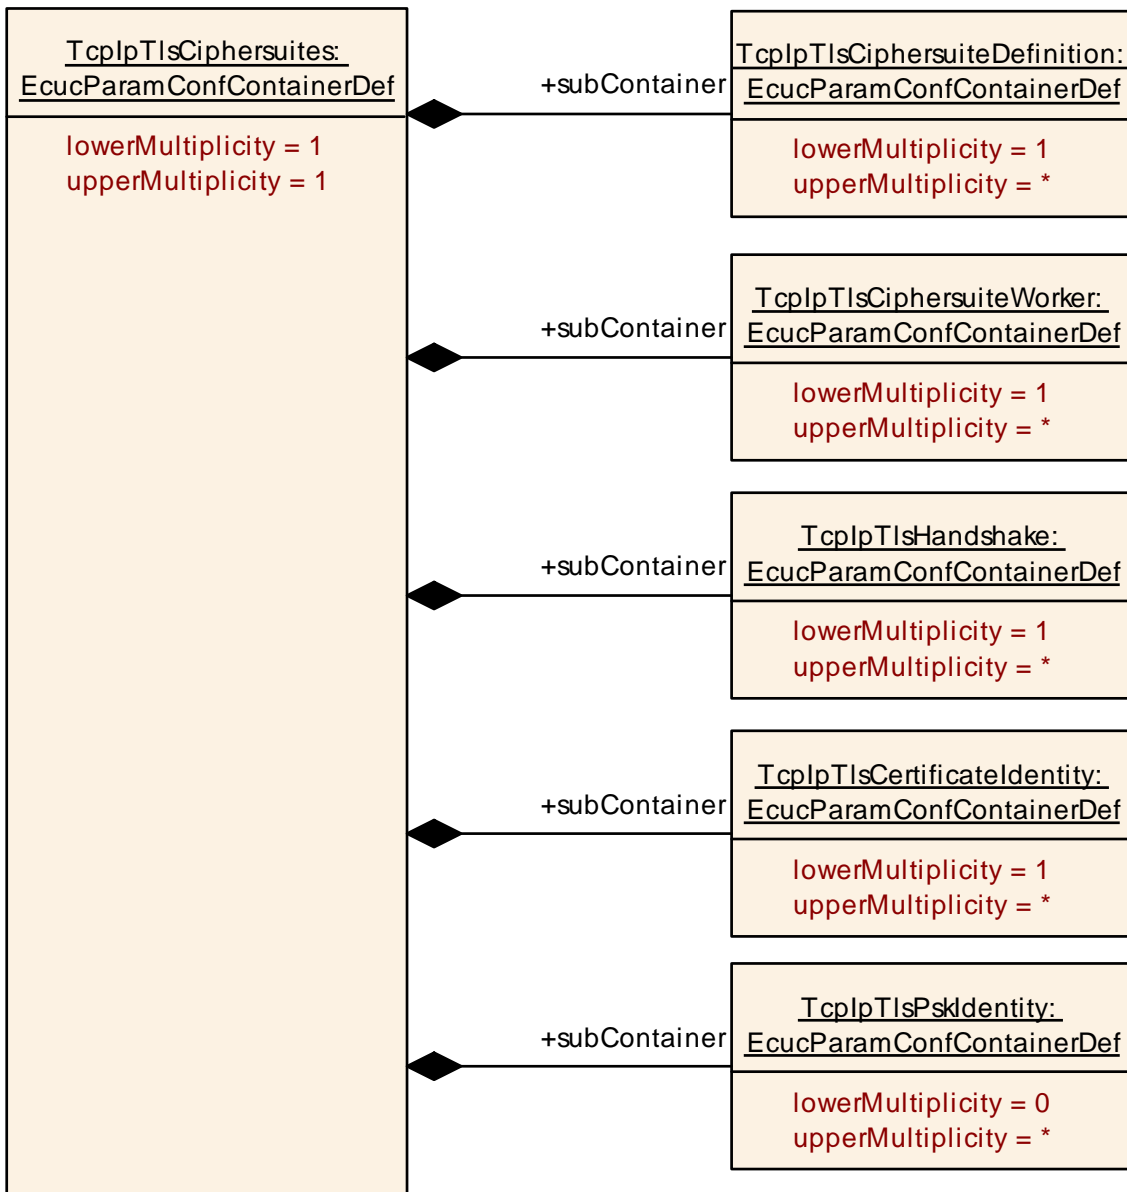 TcpIpTlsCiphersuites:
EcucParamConfContainerDef
lowerMultiplicity = 1
upperMultiplicity = 1
+subContainer
TcpIpTlsCiphersuiteDefinition:
EcucParamConfContainerDef
lowerMultiplicity = 1
upperMultiplicity = *
+subContainer
TcpIpTlsCiphersuiteWorker:
EcucParamConfContainerDef
lowerMultiplicity = 1
upperMultiplicity = *
+subContainer
TcpIpTlsHandshake:
EcucParamConfContainerDef
lowerMultiplicity = 1
upperMultiplicity = *
+subContainer
TcpIpTlsCertificateIdentity:
EcucParamConfContainerDef
lowerMultiplicity = 1
upperMultiplicity = *
+subContainer
TcpIpTlsPskIdentity:
EcucParamConfContainerDef
lowerMultiplicity = 0
upperMultiplicity = *